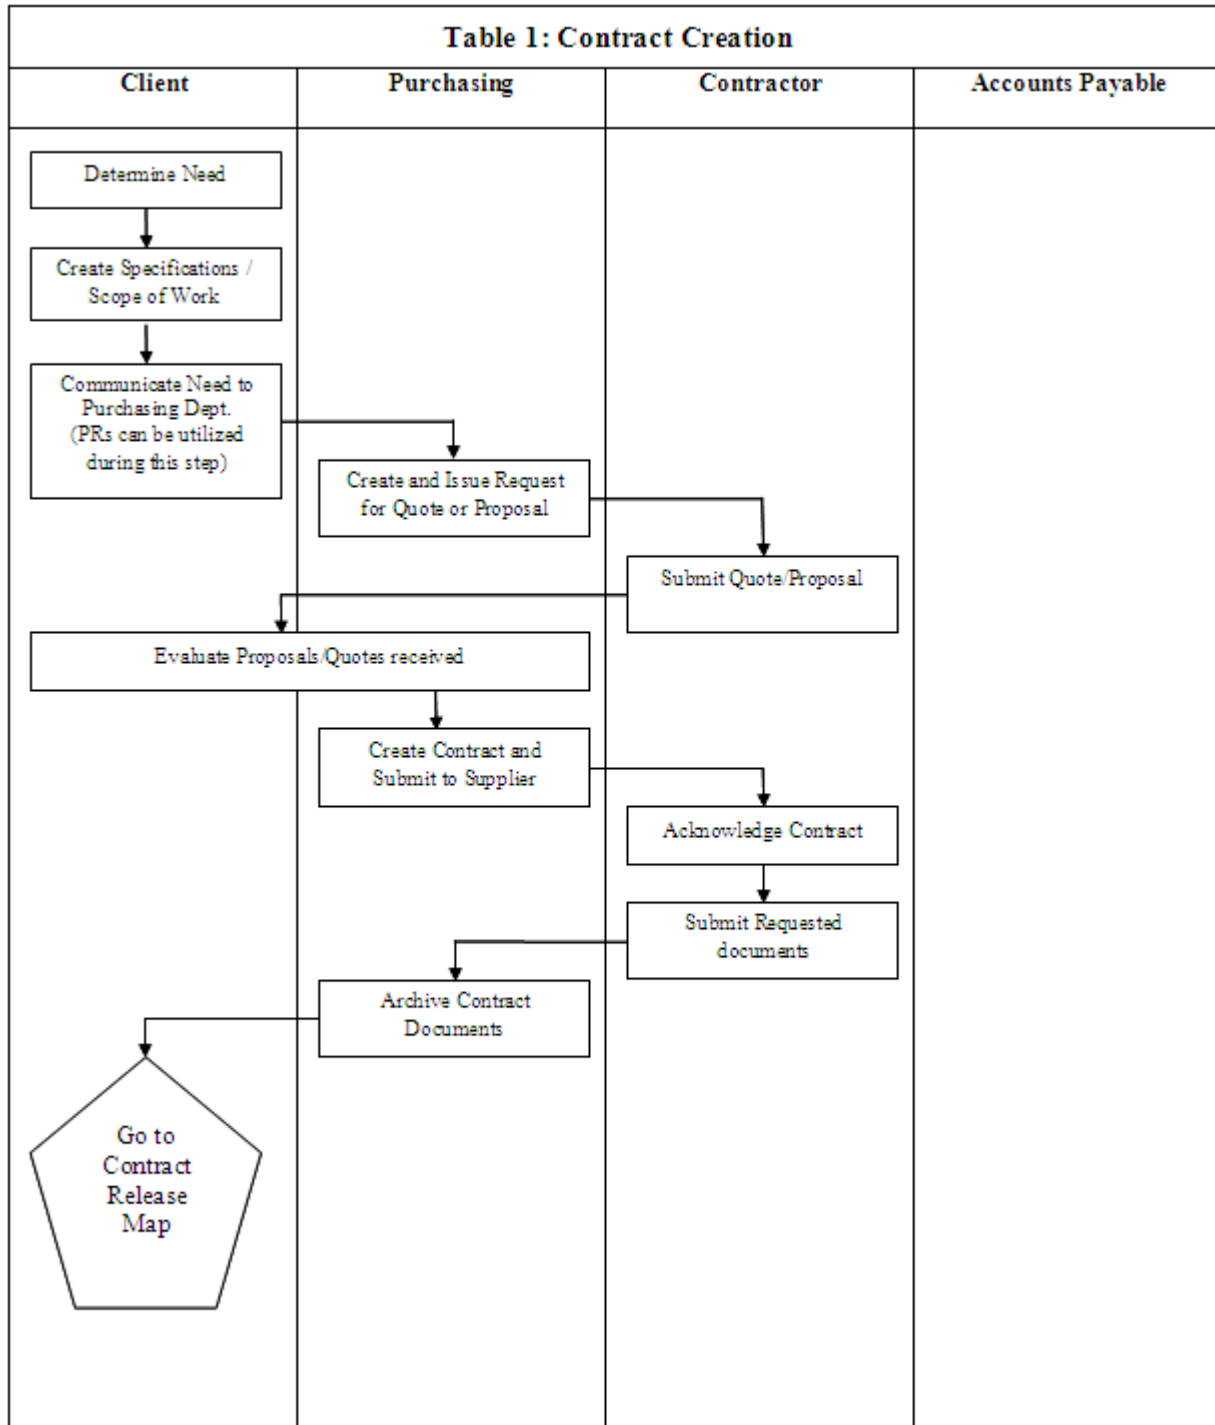 Table 1: Contract Creation
Client
Purchasing
Contractor
Accounts Payable
Determine Need
Create Specifications /
Scope of Work
Communicate Need to
Purchasing Dept.
(PRs can be utilized
during this step)
Create and Issue Request
for Quote or Proposal
Submit Quote/Proposal
Evaluate Proposals/Quotes received
Create Contract and
Submit to Supplier
Acknowledge Contract
Submit Requested
documents
Archive Contract
Documents
Go to
Contract
Release
Map